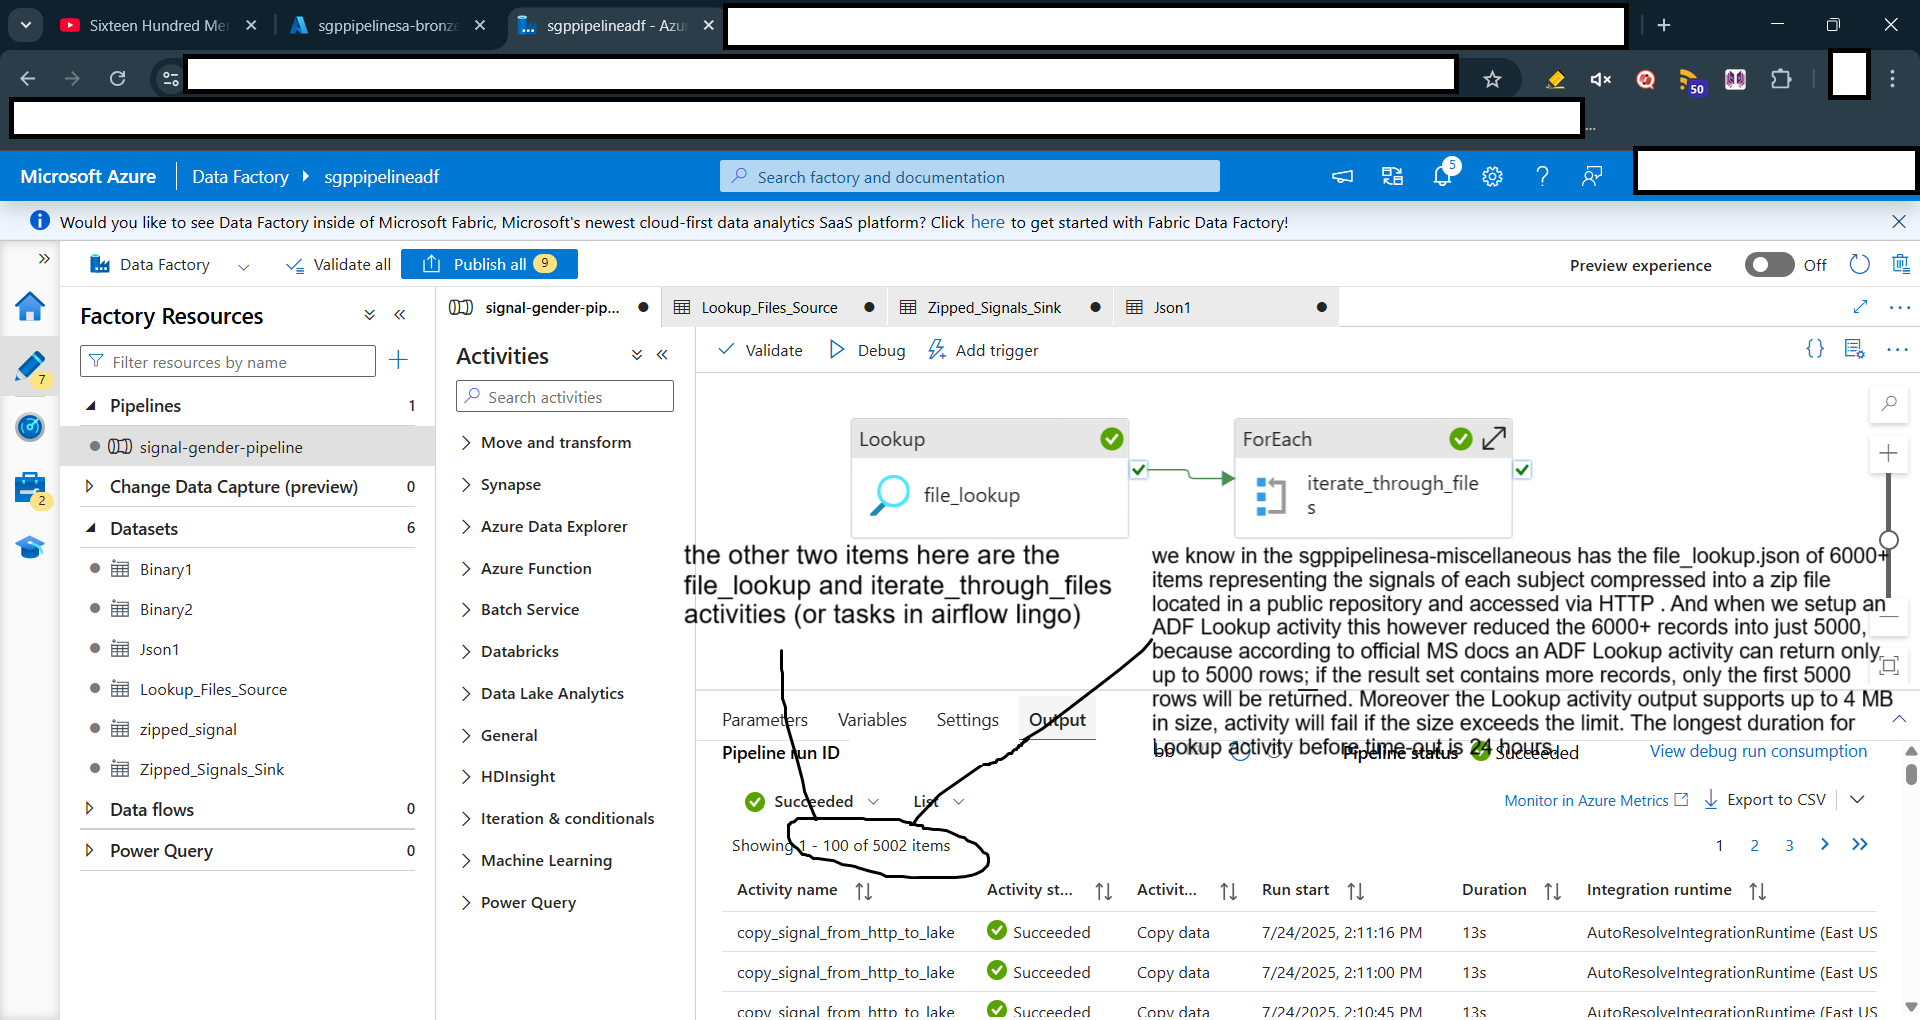 Sixteen Hundred Me
sgppipelinesa-bronze
sgppipelineadf - Azu
50
...
Microsoft Azure
Data Factory
sgppipelineadf
Search factory and documentation
5
Would you like to see Data Factory inside of Microsoft Fabric, Microsoft's newest cloud-first data analytics SaaS platform? Click here to get started with Fabric Data Factory!
Data Factory
Validate all
Publish all 9
Preview experience
Off
7
2
Factory Resources
Filter resources by name
Pipelines 1
signal-gender-pipeline
Change Data Capture (preview) 0
Datasets 6
Binary1
Binary2
Json1
Lookup_Files_Source
zipped_signal
Zipped_Signals_Sink
Data flows 0
Power Query 0
signal-gender-pip...
Lookup_Files_Source
Zipped_Signals_Sink
Json1
Activities
Search activities
Move and transform
Synapse
Azure Data Explorer
Azure Function
Batch Service
Databricks
Data Lake Analytics
General
HDInsight
Iteration & conditionals
Machine Learning
Power Query
Validate
Debug
Add trigger
Lookup
file_lookup
ForEach
iterate_through_file
s
the other two items here are the
file_lookup and iterate_through_files
activities (or tasks in airflow lingo)
we know in the sgppipelinesa-miscellaneous has the file_lookup.json of 6000+
items representing the signals of each subject compressed into a zip file
located in a public repository and accessed via HTTP . And when we setup an
ADF Lookup activity this however reduced the 6000+ records into just 5000,
because according to official MS docs an ADF Lookup activity can return only
up to 5000 rows; if the result set contains more records, only the first 5000
rows will be returned. Moreover the Lookup activity output supports up to 4 MB
in size, activity will fail if the size exceeds the limit. The longest duration for
Lookup activity before time-out is 24 hours.
Parameters
Variables
Settings
Output
Pipeline run ID
bb
Pipeline status
Succeeded
View debug run consumption
Succeeded
List
Monitor in Azure Metrics
Export to CSV
Showing 1 - 100 of 5002 items
1 2 3
Activity name Activity st... Activit... Run start Duration Integration runtime
copy_signal_from_http_to_lake Succeeded Copy data 7/24/2025, 2:11:16 PM 13s AutoResolveIntegrationRuntime (East US
copy_signal_from_http_to_lake Succeeded Copy data 7/24/2025, 2:11:00 PM 13s AutoResolveIntegrationRuntime (East US
copy_signal_from_http_to_lake Succeeded Copy data 7/24/2025, 2:10:45 PM 13s AutoResolveIntegrationRuntime (East US